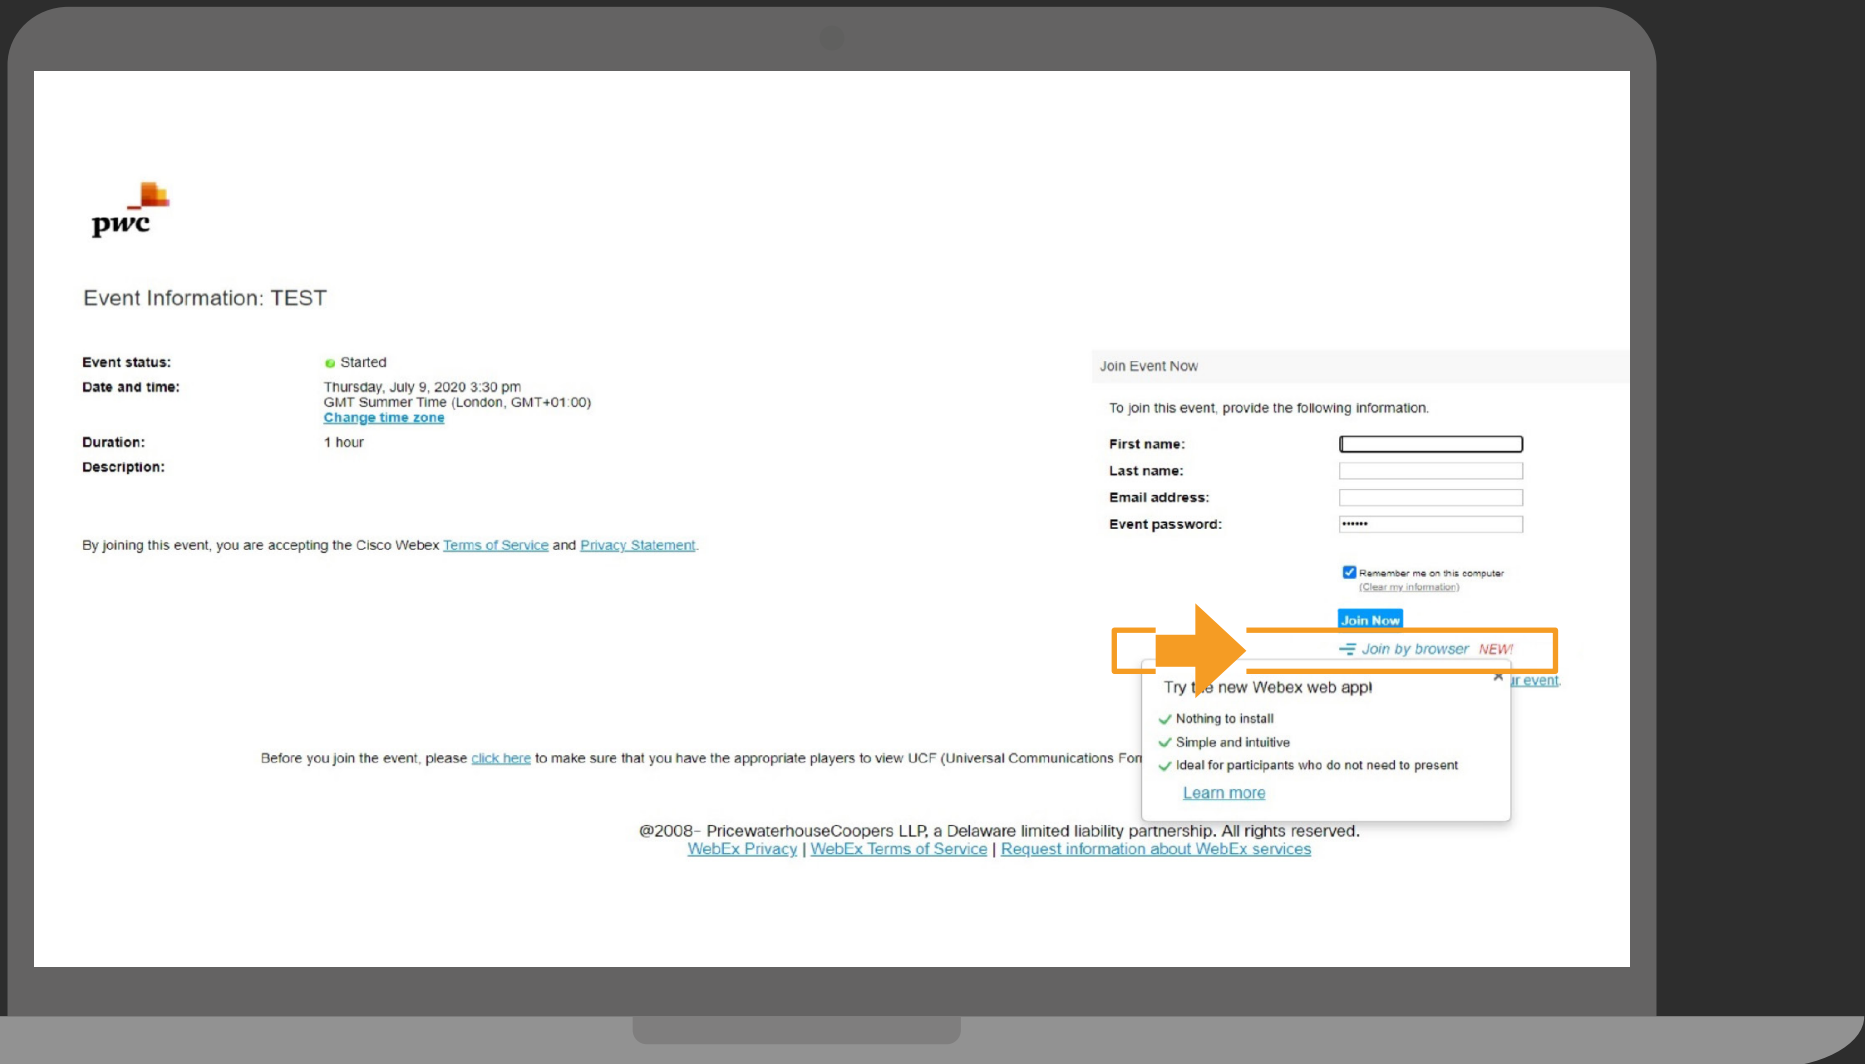 pwc
Event Information: TEST
Event status: Started
Date and time: Thursday, July 9, 2020 3:30 pm
GMT Summer Time (London, GMT+01:00)
Change time zone
Duration: 1 hour
Description:
By joining this event, you are accepting the Cisco Webex Terms of Service and Privacy Statement.
Join Event Now
To join this event, provide the following information.
First name:
Last name:
Email address:
Event password: ••••••
Remember me on this computer
(Clear my information)
Join Now
Join by browser NEW!
event.
Try new Webex web app!
Nothing to install
Simple and intuitive
Ideal for participants who do not need to present
Learn more
Before you join the event, please click here to make sure that you have the appropriate players to view UCF (Universal Communications
@2008– PricewaterhouseCoopers LLP, a Delaware limited liability partnership. All rights reserved.
WebEx Privacy | WebEx Terms of Service | Request information about WebEx services